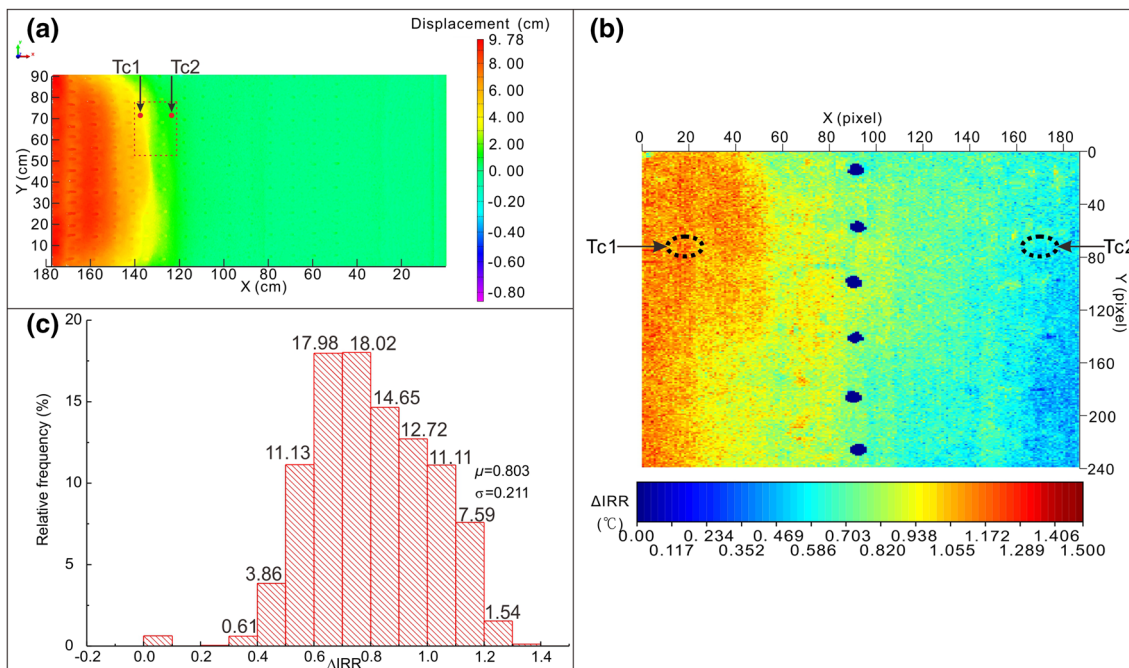 (a)
Displacement (cm)
9.78
8.00
6.00
4.00
2.00
0.00
-0.20
-0.40
-0.60
-0.80
Tc1 Tc2
Y (cm)
90
80
70
60
50
40
30
20
10
0
180 160 140 120 100 80 60 40 20
X (cm)
(b)
X (pixel)
0 20 40 60 80 100 120 140 160 180
0
40
60
80
120
160
200
240
Y (pixel)
Tc1
Tc2
ΔIRR
(℃)
0.00 0.234 0.469 0.703 0.938 1.172 1.406
0.117 0.352 0.586 0.820 1.055 1.289 1.500
(c)
Relative frequency (%)
20
15
10
5
0
0.61
3.86
11.13
17.98
18.02
14.65
12.72
11.11
7.59
1.54
μ=0.803
σ=0.211
-0.2 0.0 0.2 0.4 0.6 0.8 1.0 1.2 1.4
ΔIRR